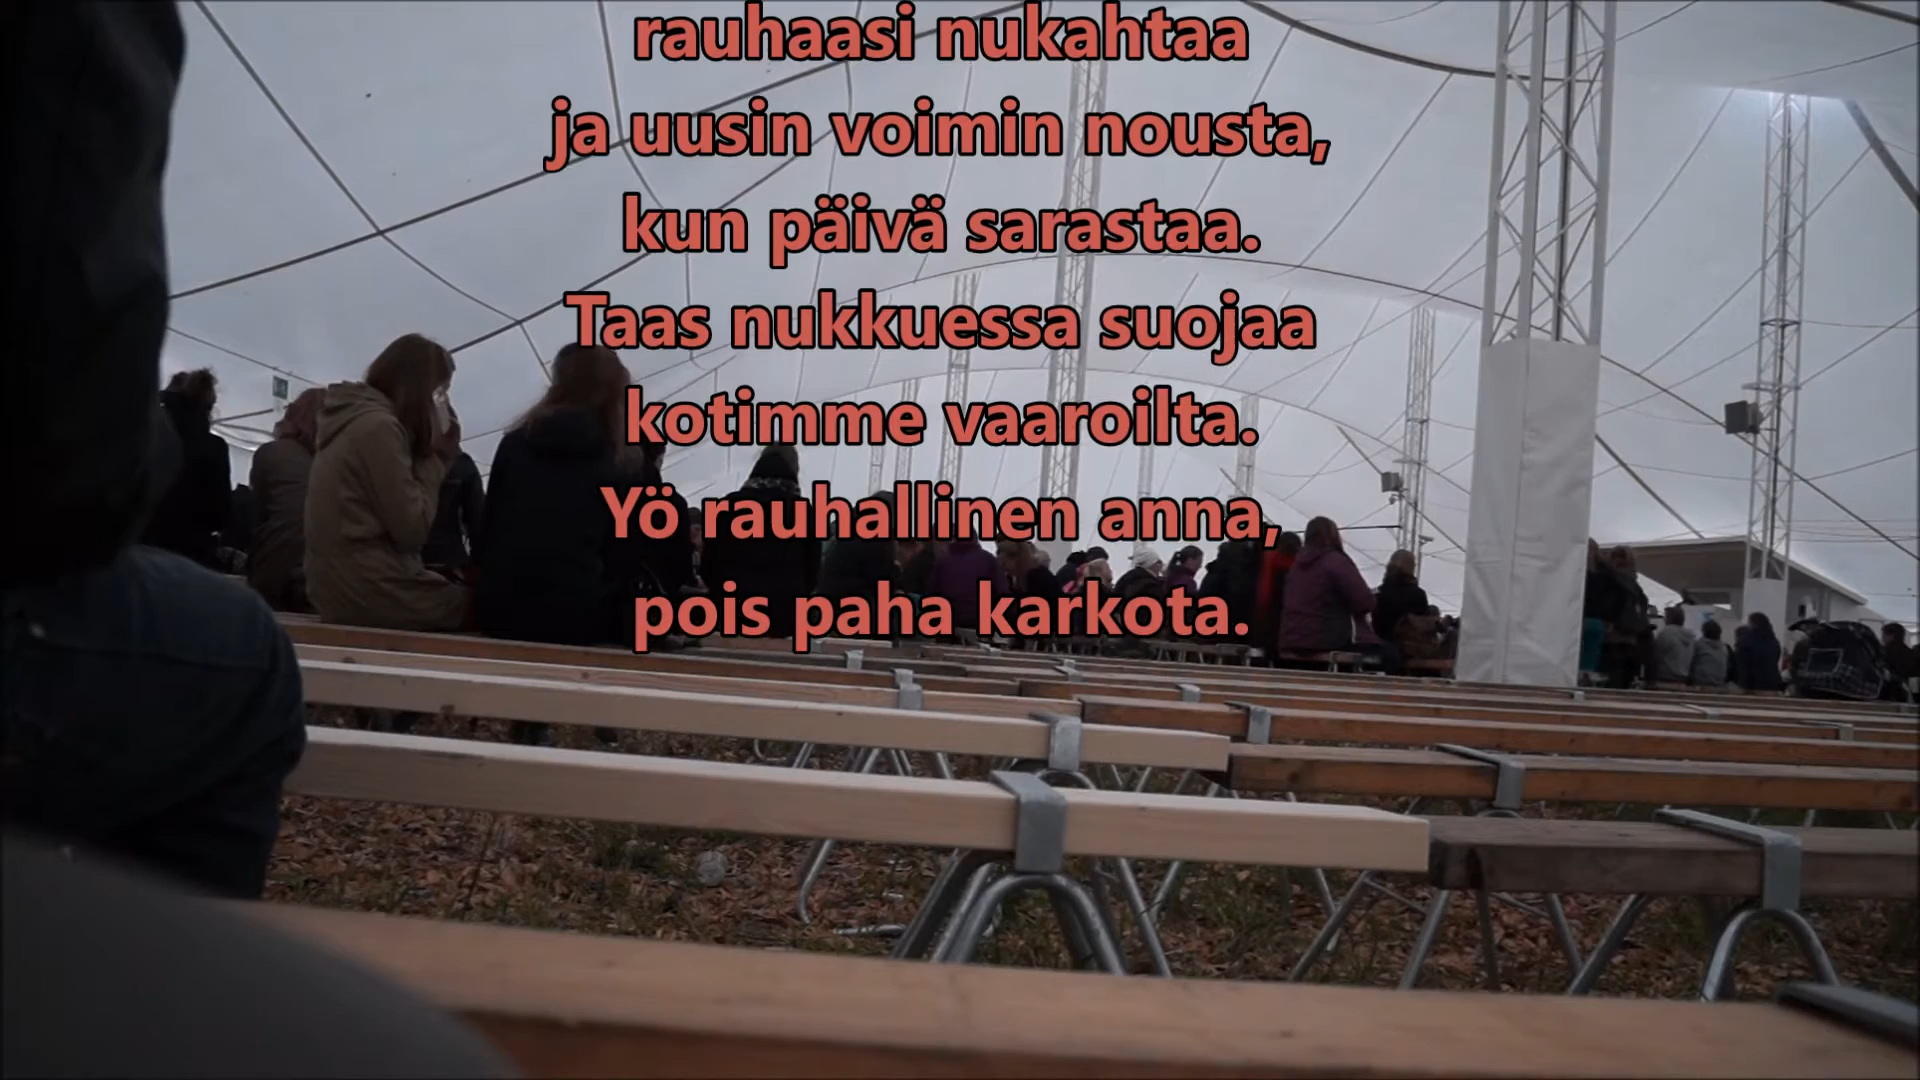 rauhaasi nukahtaa
ja uusin voimin nousta,
kun päivä sarastaa.
Taas nukkuessa suojaa
kotimme vaaroilta.
Yö rauhallinen anna,
pois paha karkota.